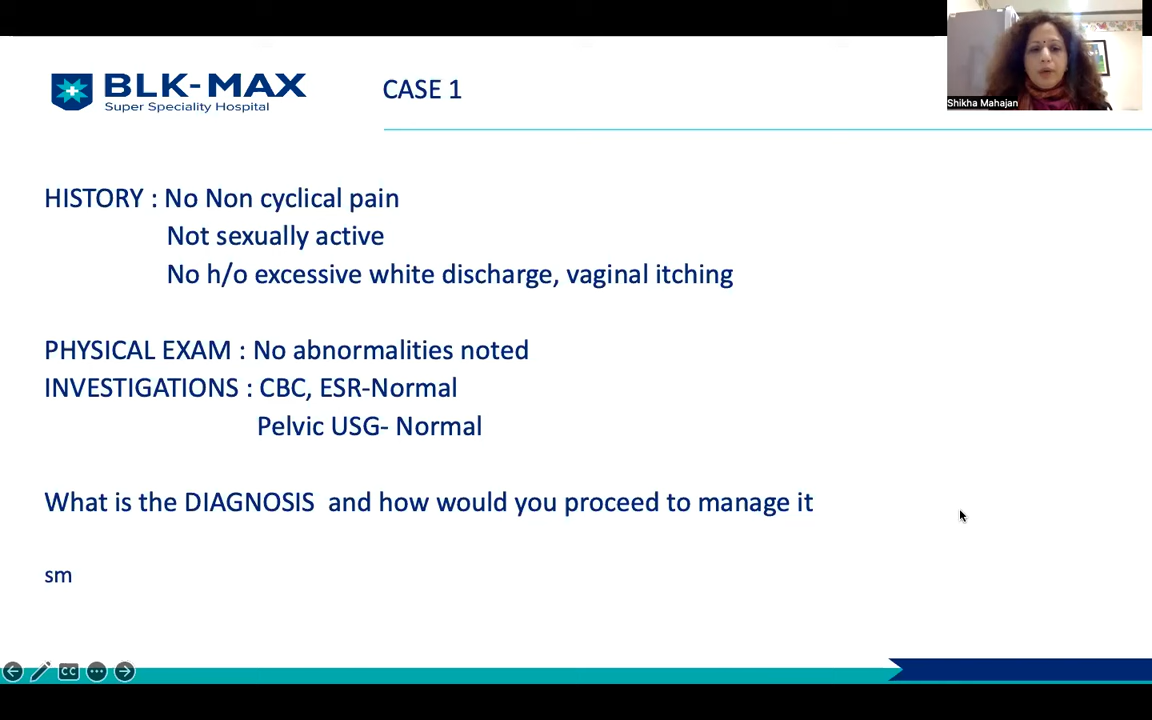 BLK-MAX
Super Speciality Hospital
CASE 1
Shikha Mahajan
HISTORY : No Non cyclical pain
Not sexually active
No h/o excessive white discharge, vaginal itching
PHYSICAL EXAM : No abnormalities noted
INVESTIGATIONS : CBC, ESR-Normal
Pelvic USG- Normal
What is the DIAGNOSIS  and how would you proceed to manage it
sm
CC